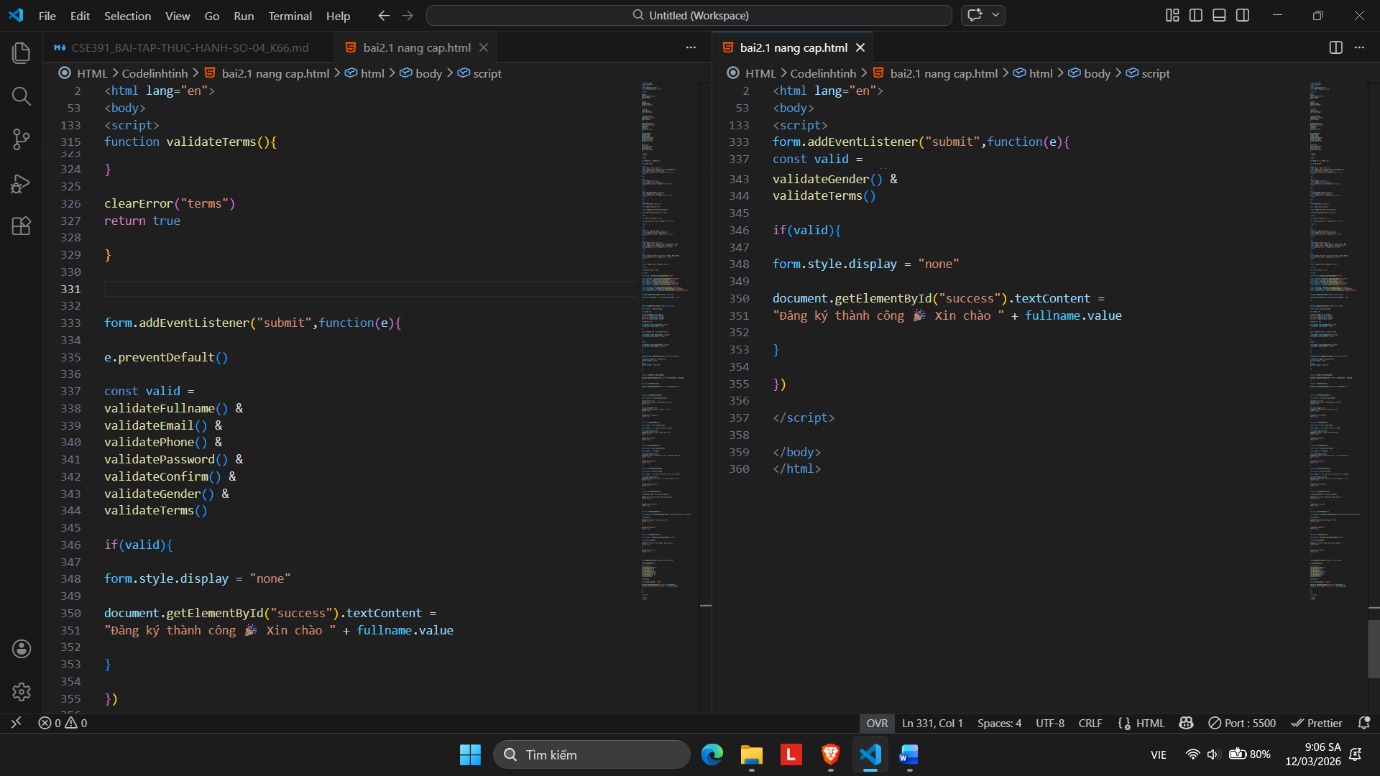 File Edit Selection View Go Run Terminal Help
Untitled (Workspace)
CSE391_BAI-TAP-THUC-HANH-SO-04_K66.md
bai2.1 nang cap.html
HTML > Codelinhtinh > bai2.1 nang cap.html > html > body > script
2 <html lang="en">
53 <body>
133 <script>
315 function validateTerms(){
323
324 }
325
326 clearError("terms")
327 return true
328
329 }
330
331
332
333 form.addEventListener("submit",function(e){
334
335 e.preventDefault()
336
337 const valid =
338 validateFullname() &
339 validateEmail() &
340 validatePhone() &
341 validatePassword() &
342 validateConfirm() &
343 validateGender() &
344 validateTerms()
345
346 if(valid){
347
348 form.style.display = "none"
349
350 document.getElementById("success").textContent =
351 "Đăng ký thành công 🎉 Xin chào " + fullname.value
352
353 }
354
355 })
bai2.1 nang cap.html
HTML > Codelinhtinh > bai2.1 nang cap.html > html > body > script
2 <html lang="en">
53 <body>
133 <script>
333 form.addEventListener("submit",function(e){
337 const valid =
343 validateGender() &
344 validateTerms()
345
346 if(valid){
347
348 form.style.display = "none"
349
350 document.getElementById("success").textContent =
351 "Đăng ký thành công 🎉 Xin chào " + fullname.value
352
353 }
354
355 })
356
357 </script>
358
359 </body>
360 </html>
0 0
OVR Ln 331, Col 1 Spaces: 4 UTF-8 CRLF {} HTML Port : 5500 Prettier
Tìm kiếm
L
W
VIE
80%
9:06 SA
12/03/2026